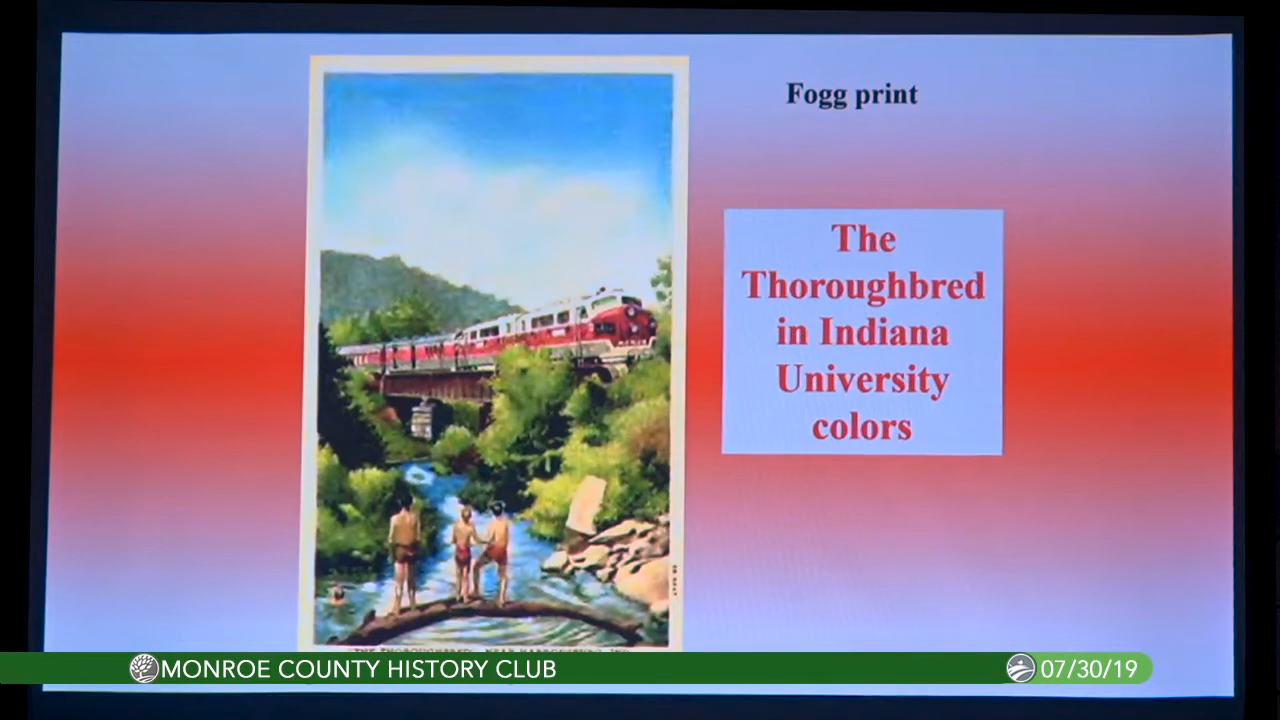 Fogg print
The
Thoroughbred
in Indiana
University
colors
MONROE COUNTY HISTORY CLUB
07/30/19